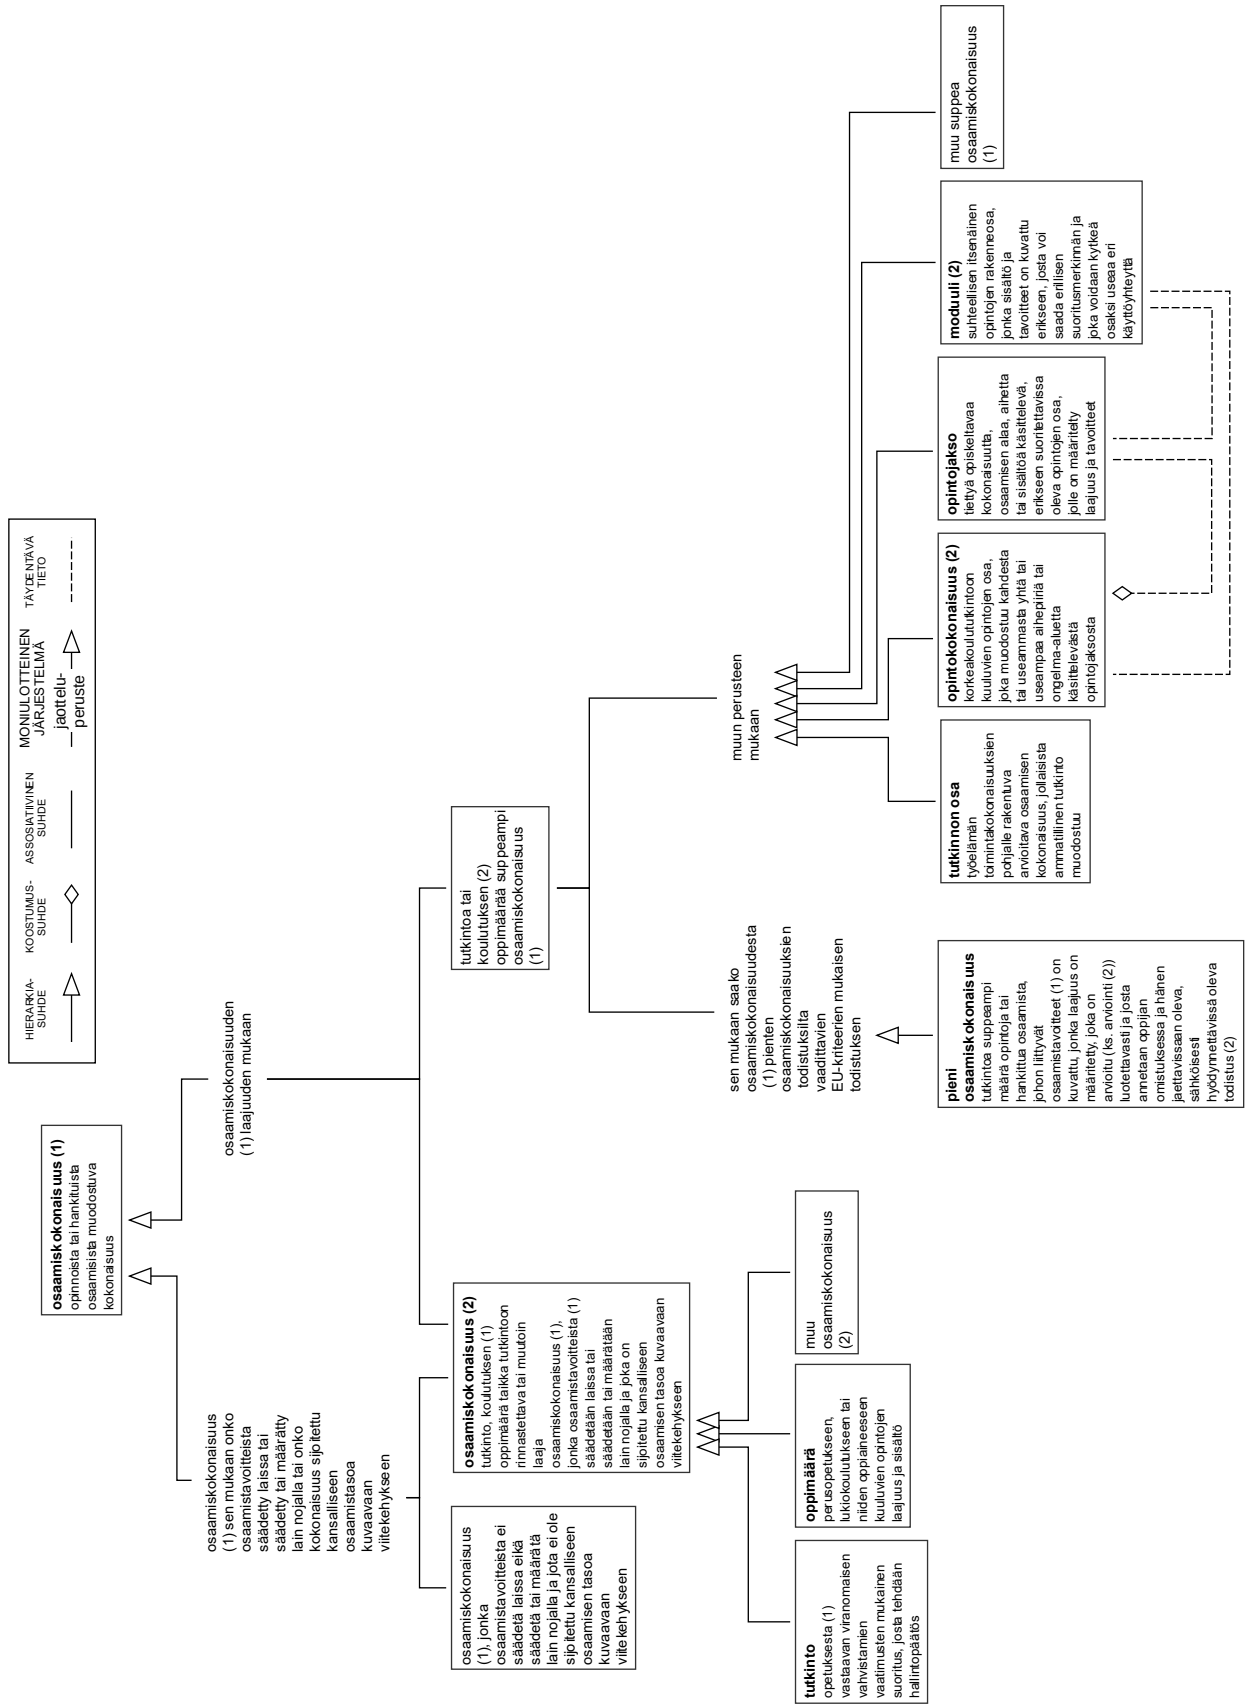 HIERARKIA-
SUHDE
KOOSTUMUS-
SUHDE
ASSOSIATIIVINEN
SUHDE
MONIULOTTEINEN
JÄRJESTELMÄ
jaottelu-
peruste
TÄYDENTÄVÄ
TIETO
osaamiskokonaisuus (1)
opinnoista tai hankituista
osaamisista muodostuva
kokonaisuus
osaamiskokonaisuus
(1) sen mukaan onko
osaamistavoitteista
säädetty laissa tai
säädetty tai määrätty
lain nojalla tai onko
kokonaisuus sijoitettu
kansalliseen
osaamistasoa
kuvaavaan
viitekehykseen
osaamiskokonaisuuden
(1) laajuuden mukaan
osaamiskokonaisuus
(1), jonka
osaamistavoitteista ei
säädetä laissa eikä
säädetä tai määrätä
lain nojalla ja jota ei ole
sijoitettu kansalliseen
osaamisen tasoa
kuvaavaan
viitekehykseen
osaamiskokonaisuus (2)
tutkinto, koulutuksen (1)
oppimäärä taikka tutkintoon
rinnastettava tai muutoin
laaja
osaamiskokonaisuus (1),
jonka osaamistavoitteista (1)
säädetään laissa tai
säädetään tai määrätään
lain nojalla ja joka on
sijoitettu kansalliseen
osaamisen tasoa kuvaavaan
viitekehykseen
tutkintoa tai
koulutuksen (2)
oppimäärää suppeampi
osaamiskokonaisuus
(1)
sen mukaan saako
osaamiskokonaisuudesta
(1) pienten
osaamiskokonaisuuksien
todistuksilta
vaadittavien
EU-kriteerien mukaisen
todistuksen
muun perusteen
mukaan
tutkinto
opetuksesta (1)
vastaavan viranomaisen
vahvistamien
vaatimusten mukainen
suoritus, josta tehdään
hallintopäätös
oppimäärä
perusopetukseen,
lukiokoulutukseen tai
niiden oppiaineeseen
kuuluvien opintojen
laajuus ja sisältö
muu
osaamiskokonaisuus
(2)
pieni
osaamiskokonaisuus
tutkintoa suppeampi
määrä opintoja tai
hankittua osaamista,
johon liittyvät
osaamistavoitteet (1) on
kuvattu, jonka laajuus on
määritetty, joka on
arvioitu (ks. arviointi (2))
luotettavasti ja josta
annetaan oppijan
omistuksessa ja hänen
jaettavissaan oleva,
sähköisesti
hyödynnettävissä oleva
todistus (2)
tutkinnon osa
työelämän
toimintakokonaisuuksien
pohjalle rakentuva
arvioitava osaamisen
kokonaisuus, jollaisista
ammatillinen tutkinto
muodostuu
opintokokonaisuus (2)
korkeakoulututkintoon
kuuluvien opintojen osa,
joka muodostuu kahdesta
tai useammasta yhtä tai
useampaa aihepiiriä tai
ongelma-aluetta
käsittelevästä
opintojaksosta
opintojakso
tiettyä opiskeltavaa
kokonaisuutta,
osaamisen alaa, aihetta
tai sisältöä käsittelevä,
erikseen suoritettavissa
oleva opintojen osa,
jolle on määritelty
laajuus ja tavoitteet
moduuli (2)
suhteellisen itsenäinen
opintojen rakenneosa,
jonka sisältö ja
tavoitteet on kuvattu
erikseen, josta voi
saada erillisen
suoritusmerkinnän ja
joka voidaan kytkeä
osaksi useaa eri
käyttöyhteyttä
muu suppea
osaamiskokonaisuus
(1)